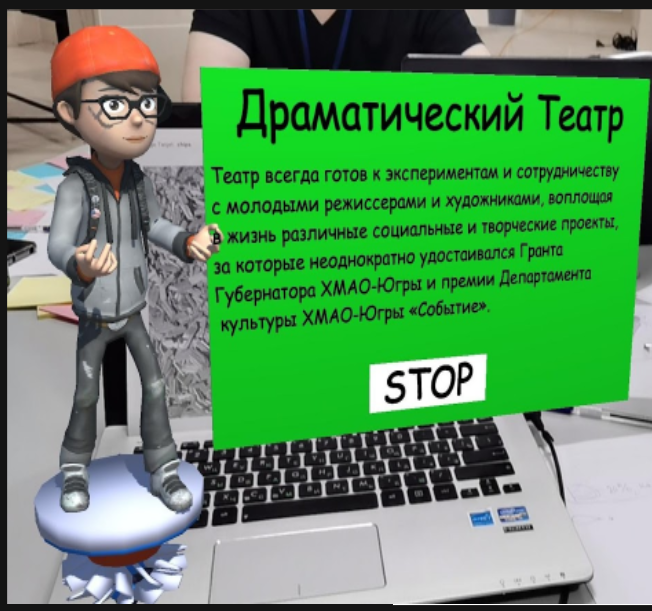 Драматический Театр
Театр всегда готов к экспериментам и сотрудничеству
с молодыми режиссерами и художниками, воплощая
в жизнь различные социальные и творческие проекты,
за которые неоднократно удостаивался Гранта
Губернатора ХМАО-Югры и премии Департамента
культуры ХМАО-Югры «Событие».
STOP